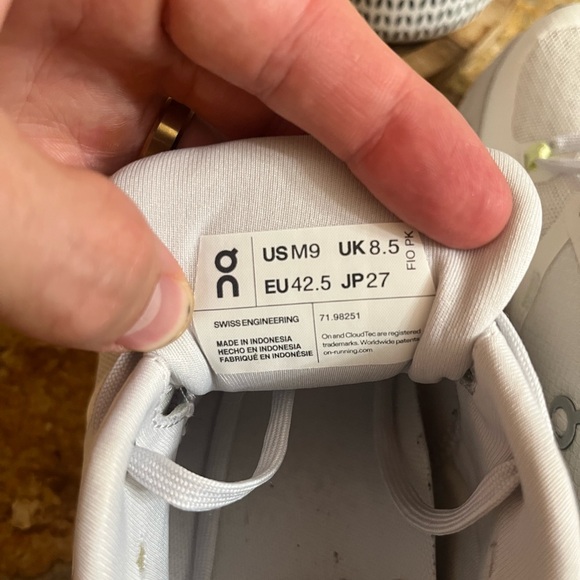 On
US M9 UK 8.5
EU 42.5 JP 27
FIO PK
SWISS ENGINEERING
MADE IN INDONESIA
HECHO EN INDONESIA
FABRIQUÉ EN INDONÉSIE
71.98251
On and CloudTec are registered
trademarks. Worldwide patents
on-running.com